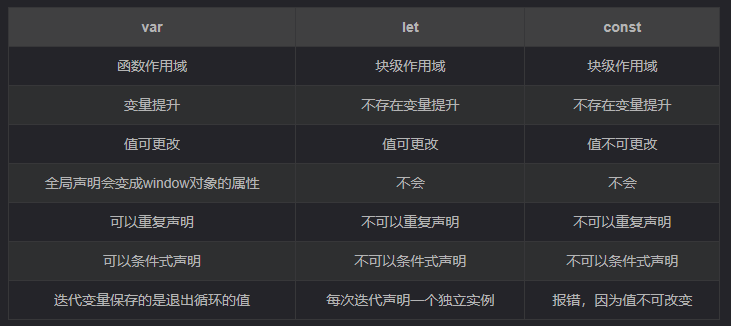 var let const
函数作用域 块级作用域 块级作用域
变量提升 不存在变量提升 不存在变量提升
值可更改 值可更改 值不可更改
全局声明会变成window对象的属性 不会 不会
可以重复声明 不可以重复声明 不可以重复声明
可以条件式声明 不可以条件式声明 不可以条件式声明
迭代变量保存的是退出循环的值 每次迭代声明一个独立实例 报错，因为值不可改变